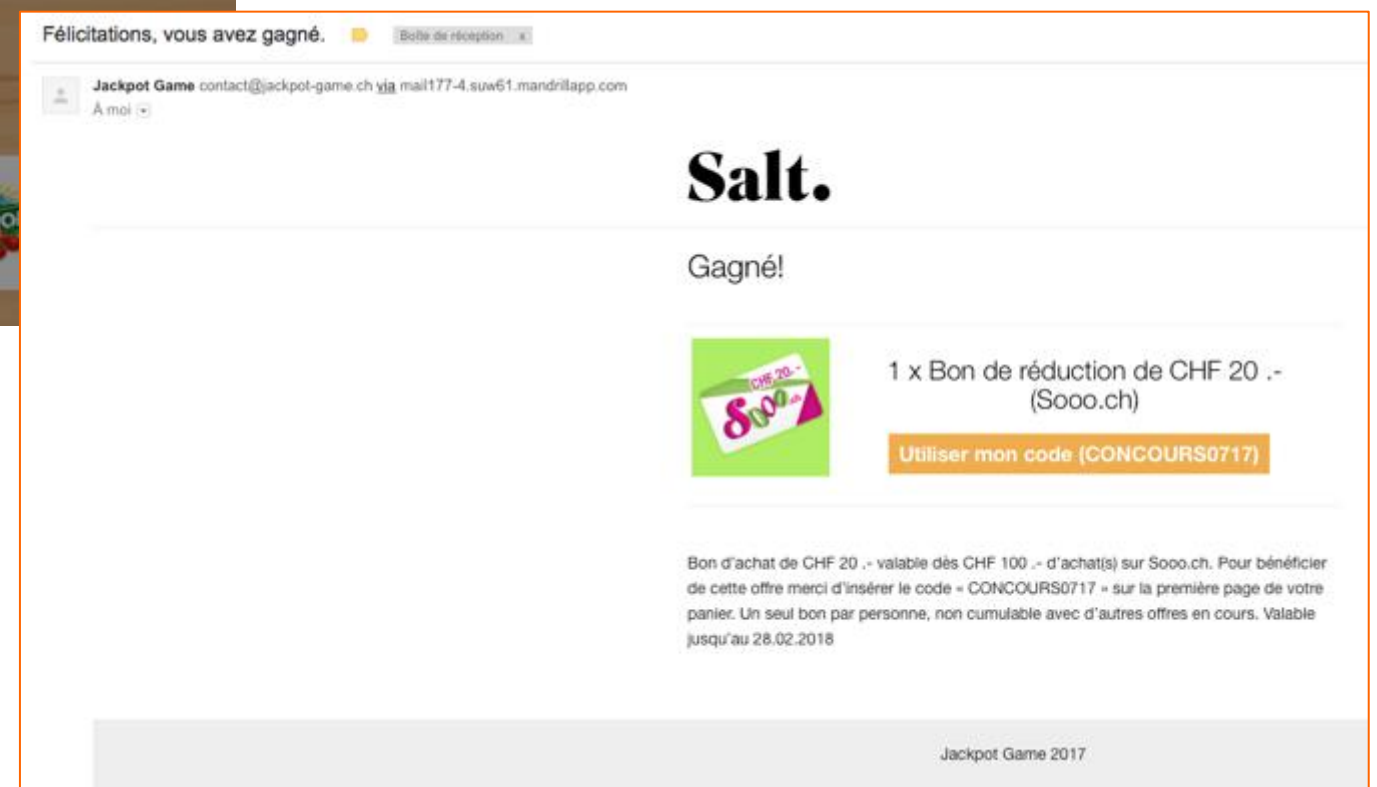 Félicitations, vous avez gagné.
Boîte de réception x
Jackpot Game contact@jackpot-game.ch via mail177-4.suw61.mandrillapp.com
À moi
Salt.
Gagné!
CHF 20.-
Sooo.ch
1 x Bon de réduction de CHF 20 .-
(Sooo.ch)
Utiliser mon code (CONCOURS0717)
Bon d'achat de CHF 20 .- valable dès CHF 100 .- d'achat(s) sur Sooo.ch. Pour bénéficier
de cette offre merci d'insérer le code « CONCOURS0717 » sur la première page de votre
panier. Un seul bon par personne, non cumulable avec d'autres offres en cours. Valable
jusqu'au 28.02.2018
Jackpot Game 2017